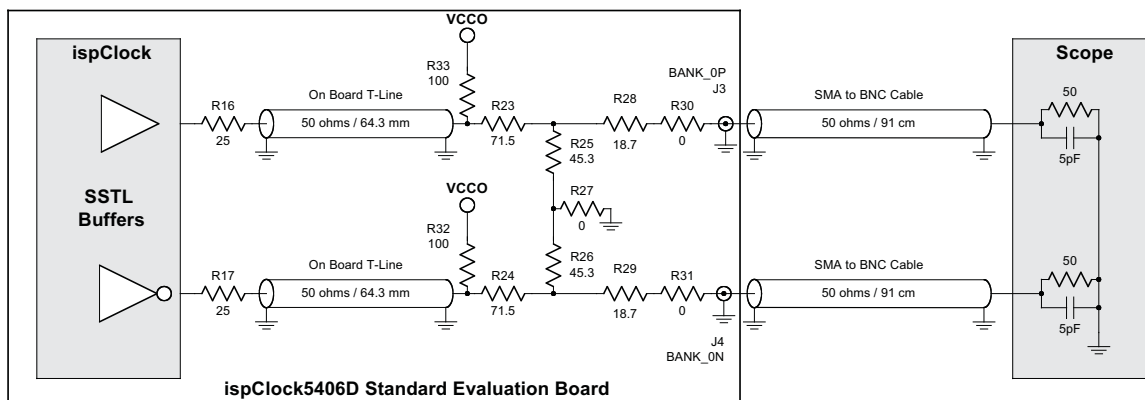 ispClock
SSTL
Buffers
R16
25
On Board T-Line
50 ohms / 64.3 mm
VCCO
R33
100
R23
71.5
R25
45.3
R28
18.7
R30
0
BANK_0P
J3
SMA to BNC Cable
50 ohms / 91 cm
Scope
50
5pF
R27
0
R17
25
On Board T-Line
50 ohms / 64.3 mm
VCCO
R32
100
R24
71.5
R26
45.3
R29
18.7
R31
0
J4
BANK_0N
SMA to BNC Cable
50 ohms / 91 cm
50
5pF
ispClock5406D Standard Evaluation Board